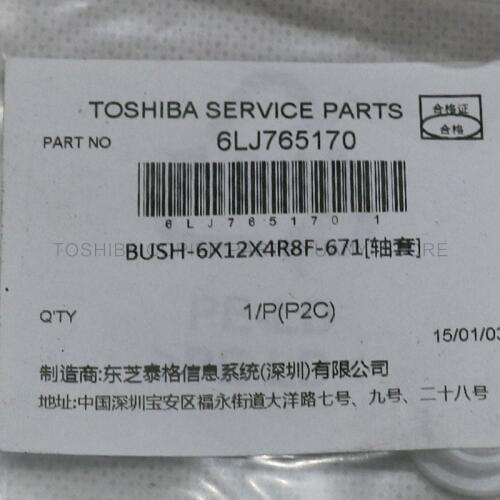 TOSHIBA SERVICE PARTS
合格证
合格
PART NO 6LJ765170
6LJ765170 1
BUSH-6X12X4R8F-671[轴套]
Q'TY 1/P(P2C)
15/01/03
制造商:东芝泰格信息系统(深圳)有限公司
地址:中国深圳宝安区福永街道大洋路七号、九号、二十八号